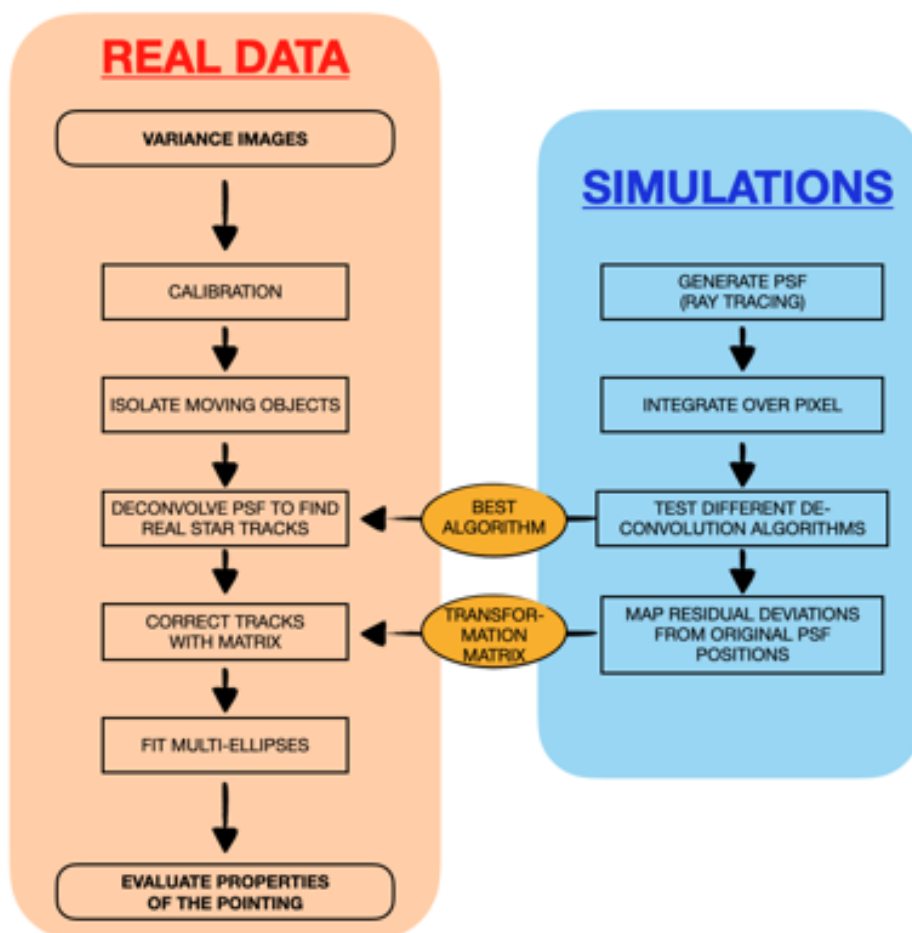 REAL DATA
VARIANCE IMAGES
CALIBRATION
ISOLATE MOVING OBJECTS
DECONVOLVE PSF TO FIND
REAL STAR TRACKS
CORRECT TRACKS
WITH MATRIX
FIT MULTI-ELLIPSES
EVALUATE PROPERTIES
OF THE POINTING
BEST
ALGORITHM
TRANSFOR-
MATION
MATRIX
SIMULATIONS
GENERATE PSF
(RAY TRACING)
INTEGRATE OVER PIXEL
TEST DIFFERENT DE-
CONVOLUTION ALGORITHMS
MAP RESIDUAL DEVIATIONS
FROM ORIGINAL PSF
POSITIONS